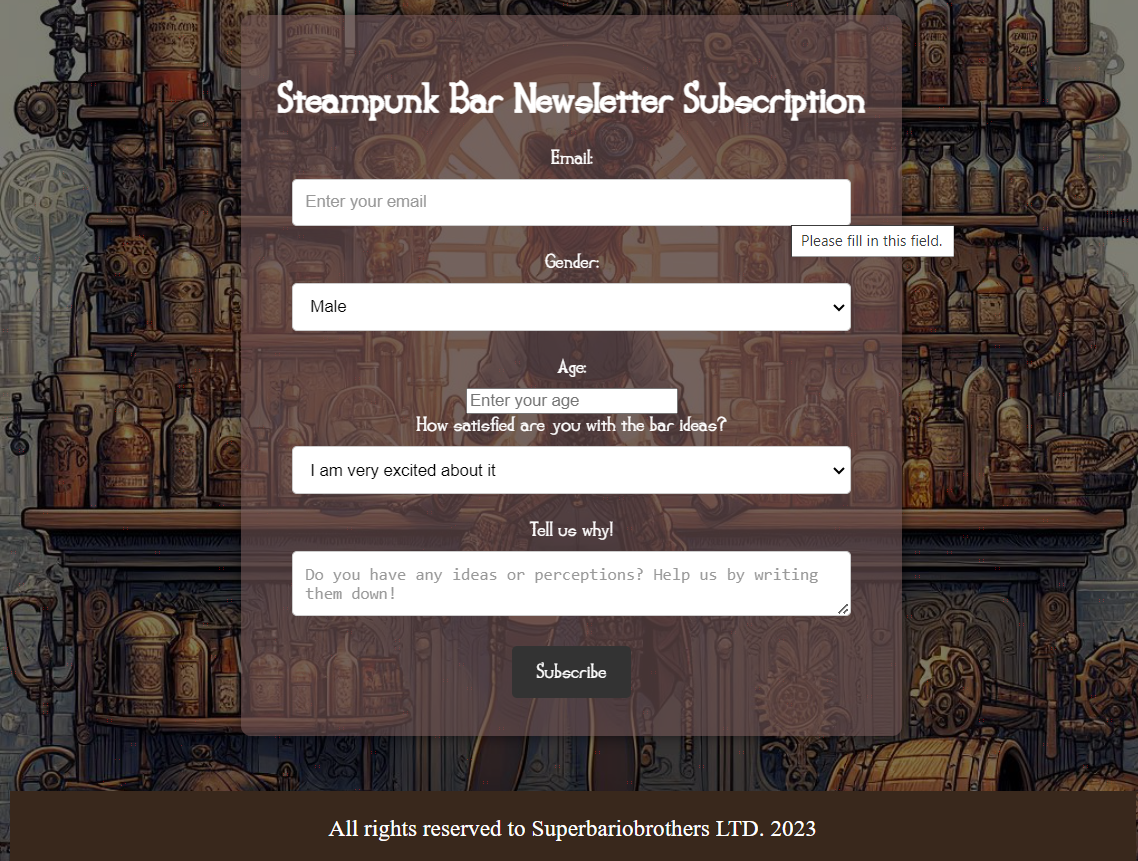 Steampunk Bar Newsletter Subscription
Email:
Enter your email
Please fill in this field.
Gender:
Male
Age:
Enter your age
How satisfied are you with the bar ideas?
I am very excited about it
Tell us why!
Do you have any ideas or perceptions? Help us by writing
them down!
Subscribe
All rights reserved to Superbariobrothers LTD. 2023